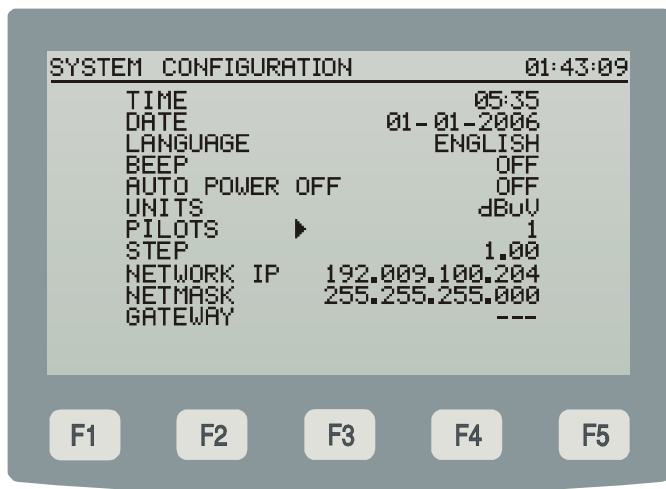 SYSTEM CONFIGURATION 01:43:09
TIME 05:35
DATE 01-01-2006
LANGUAGE ENGLISH
BEEP OFF
AUTO POWER OFF OFF
UNITS dBuV
PILOTS ▶ 1
STEP 1.00
NETWORK IP 192.009.100.204
NETMASK 255.255.255.000
GATEWAY ---
F1 F2 F3 F4 F5